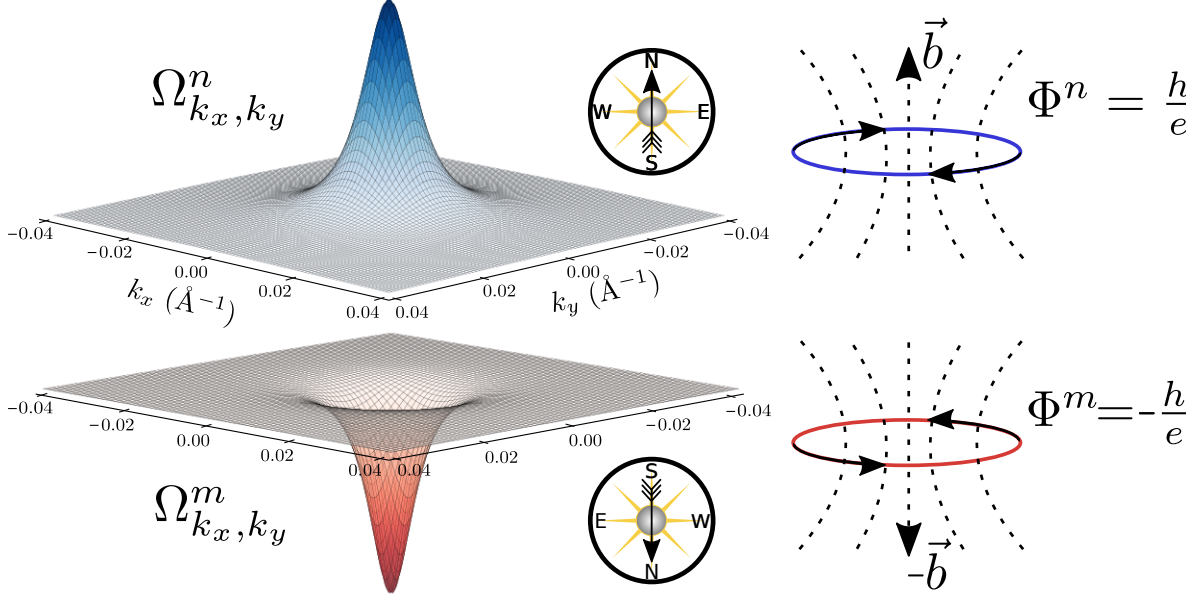 Ω^n_{k_x,k_y}
N
W E
S
b⃗
Φ^n = h/e
−0.04 −0.02 0.00 0.02 0.04
k_x (Å⁻¹)
0.04 0.02 0.00 −0.02 −0.04
k_y (Å⁻¹)
−0.04 −0.02 0.00 0.02 0.04
0.04 0.02 0.00 −0.02 −0.04
Ω^m_{k_x,k_y}
S
E W
N
Φ^m=-h/e
-b⃗